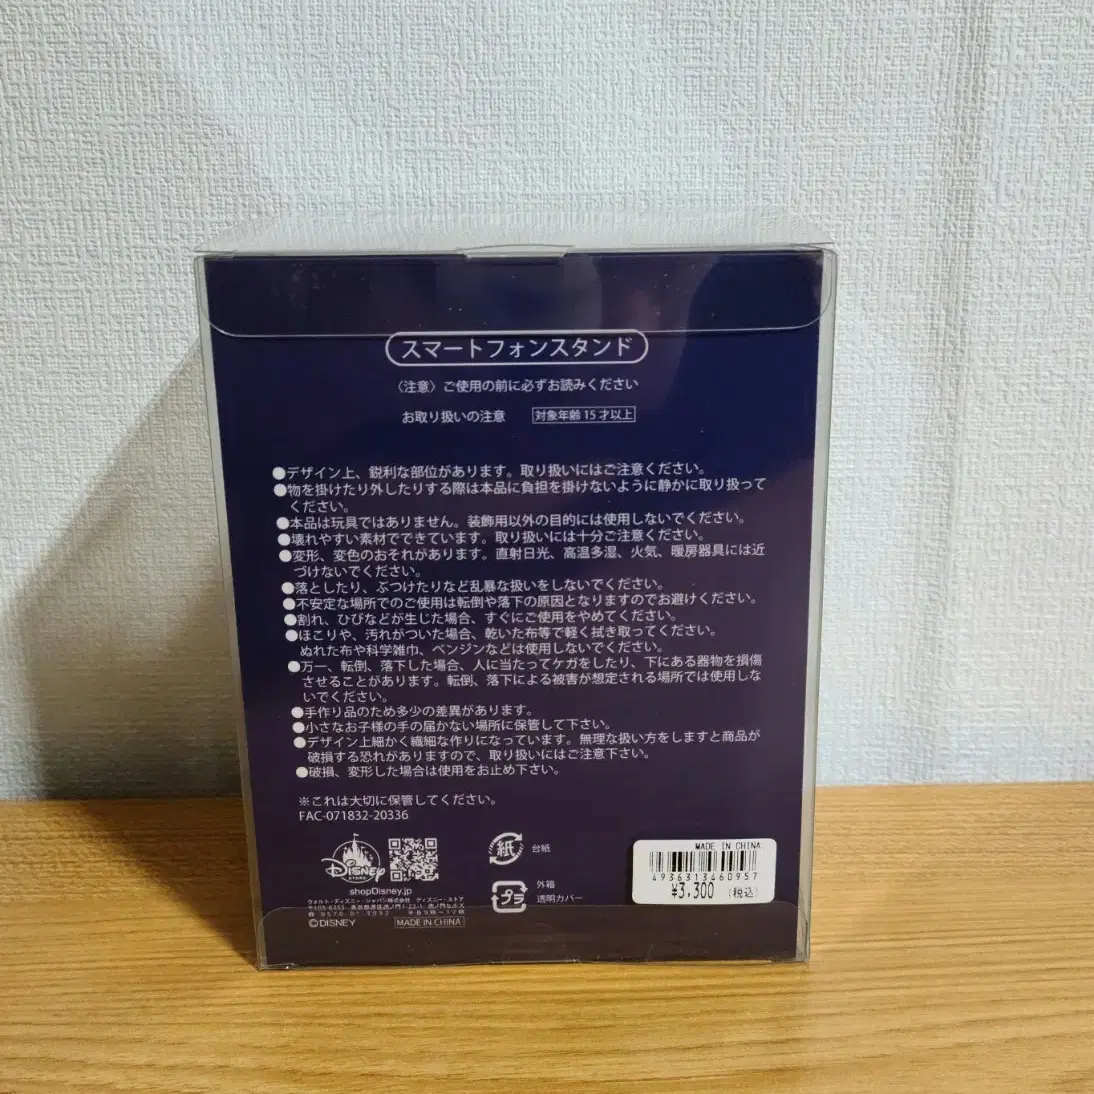 スマートフォンスタンド
〈注意〉ご使用の前に必ずお読みください
お取り扱いの注意 対象年齢15才以上
●デザイン上、鋭利な部位があります。取り扱いにはご注意ください。
●物を掛けたり外したりする際は本品に負担を掛けないように静かに取り扱って
ください。
●本品は玩具ではありません。装飾用以外の目的には使用しないでください。
●壊れやすい素材でできています。取り扱いには十分ご注意ください。
●変形、変色のおそれがあります。直射日光、高温多湿、火気、暖房器具には近
づけないでください。
●落としたり、ぶつけたりなど乱暴な扱いをしないでください。
●不安定な場所でのご使用は転倒や落下の原因となりますのでお避けください。
●割れ、ひびなどが生じた場合、すぐにご使用をやめてください。
●ほこりや、汚れがついた場合、乾いた布等で軽く拭き取ってください。
ぬれた布や科学雑巾、ベンジンなどは使用しないでください。
●万一、転倒、落下した場合、人に当たってケガをしたり、下にある器物を損傷
させることがあります。転倒、落下による被害が想定される場所では使用しな
いでください。
●手作り品のため多少の差異があります。
●小さなお子様の手の届かない場所に保管して下さい。
●デザイン上細かく繊細な作りになっています。無理な扱い方をしますと商品が
破損する恐れがありますので、取り扱いにはご注意下さい。
●破損、変形した場合は使用をお止め下さい。
※これは大切に保管してください。
FAC-071832-20336
Disney
STORE
shopDisney.jp
ウォルト・ディズニー・ジャパン株式会社 ディズニーストア
©DISNEY MADE IN CHINA
紙 台紙
プラ 外箱
透明カバー
MADE IN CHINA
4936313460957
¥3,300 (税込)